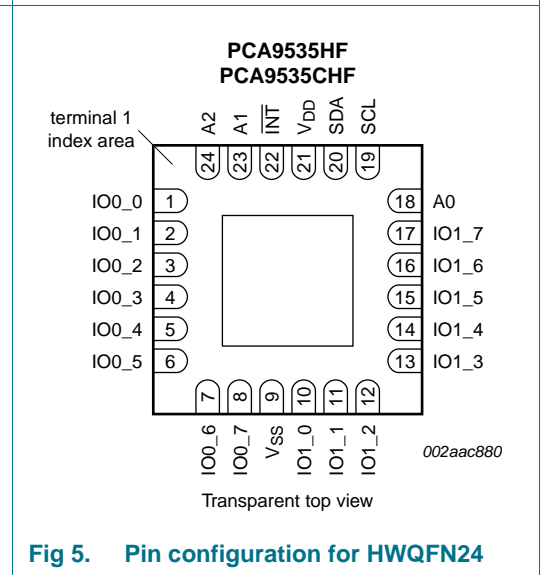 PCA9535HF
PCA9535CHF
terminal 1
index area
A2
A1
INT
VDD
SDA
SCL
24
23
22
21
20
19
IO0_0 1
18 A0
IO0_1 2
17 IO1_7
IO0_2 3
16 IO1_6
IO0_3 4
15 IO1_5
IO0_4 5
14 IO1_4
IO0_5 6
13 IO1_3
7
8
9
10
11
12
IO0_6
IO0_7
VSS
IO1_0
IO1_1
IO1_2
002aac880
Transparent top view
Fig 5. Pin configuration for HWQFN24